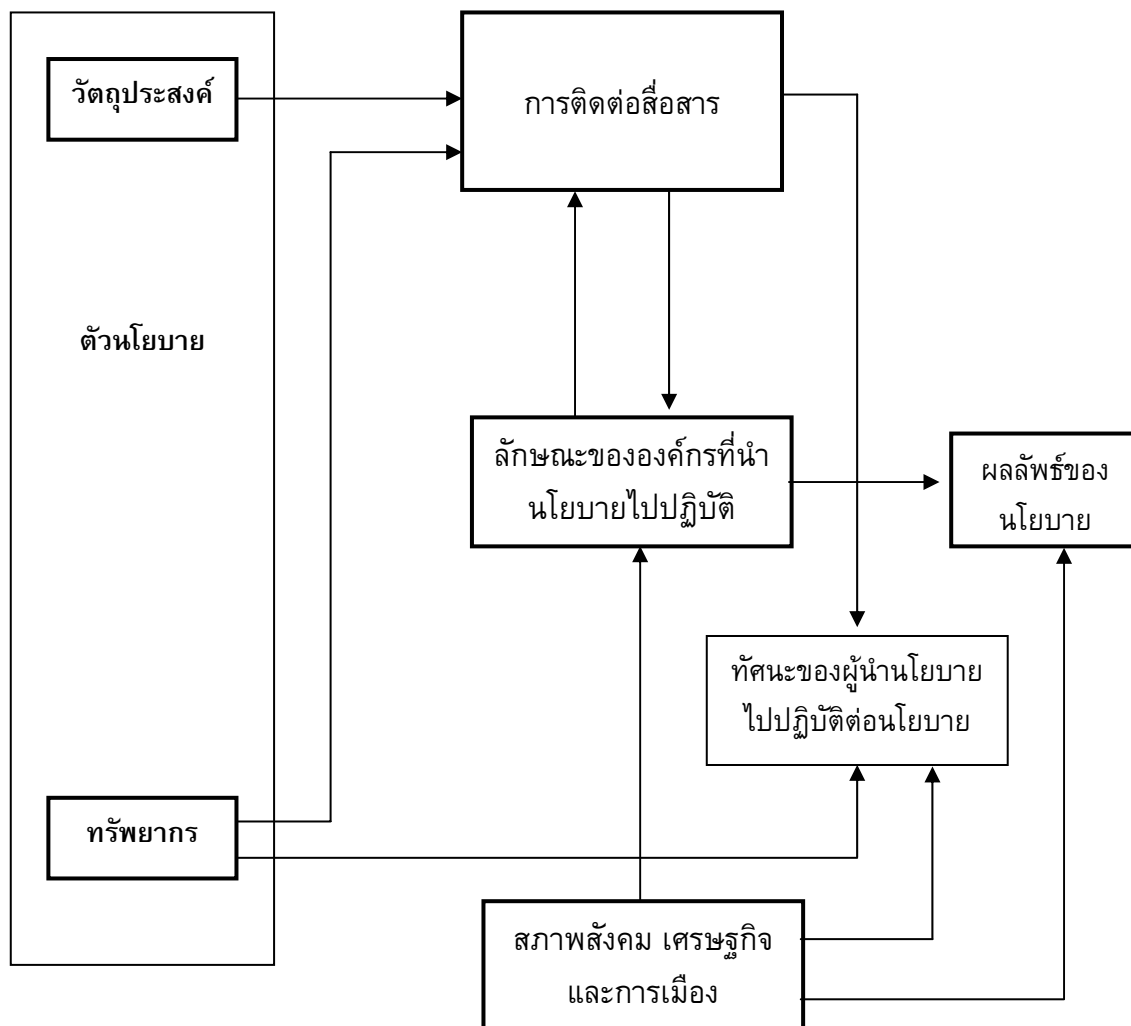 วัตถุประสงค์
การติดต่อสื่อสาร
ตัวนโยบาย
ลักษณะขององค์กรที่นำ
นโยบายไปปฏิบัติ
ผลลัพธ์ของ
นโยบาย
ทัศนะของผู้นำนโยบาย
ไปปฏิบัติต่อนโยบาย
ทรัพยากร
สภาพสังคม เศรษฐกิจ
และการเมือง